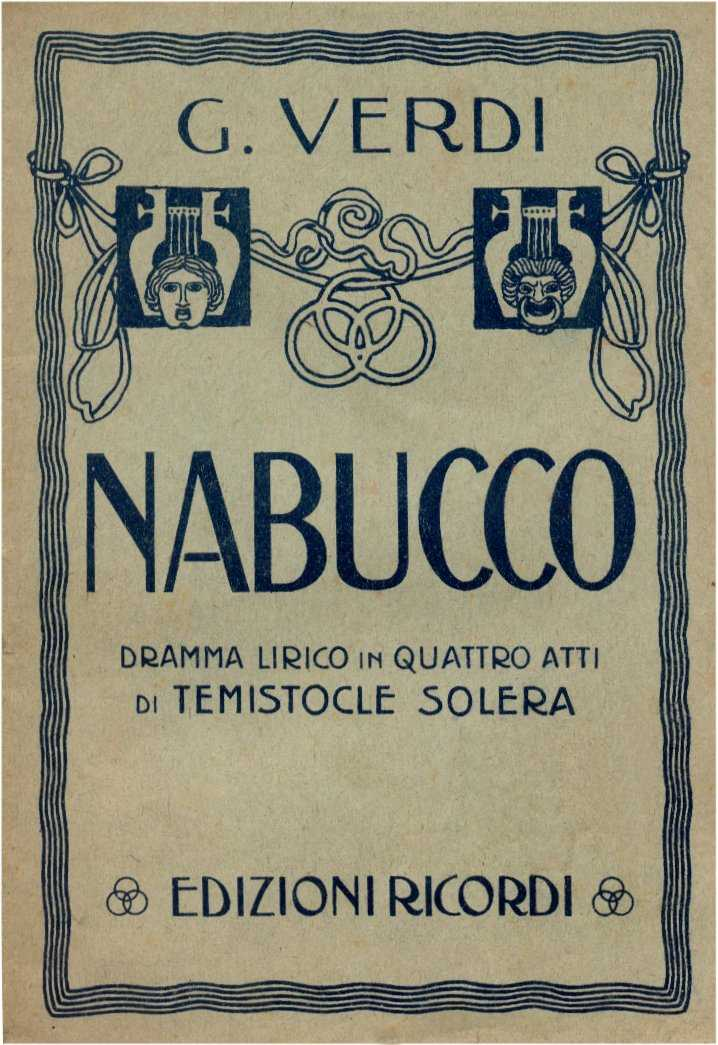 G. VERDI
NABUCCO
DRAMMA LIRICO IN QUATTRO ATTI
DI TEMISTOCLE SOLERA
EDIZIONI RICORDI